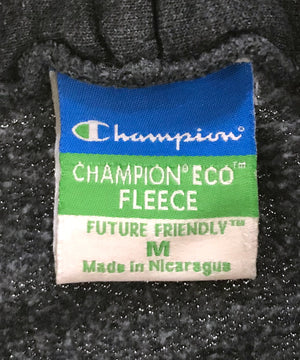 Champion
CHAMPION® ECO™
FLEECE
FUTURE FRIENDLY™
M
Made in Nicaragua